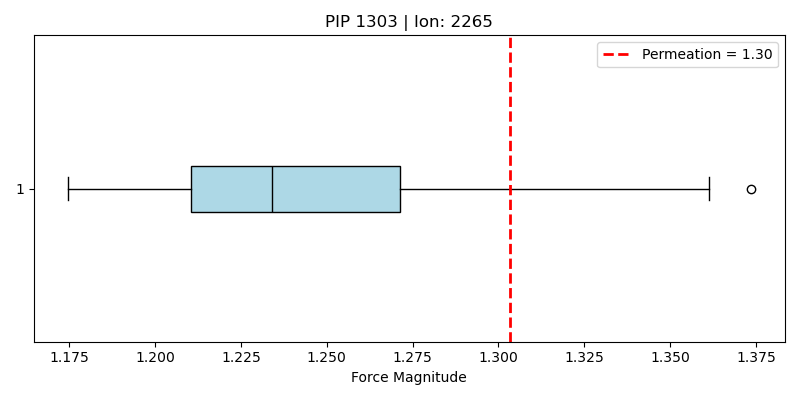 PIP 1303 | Ion: 2265
Permeation = 1.30
1
1.175 1.200 1.225 1.250 1.275 1.300 1.325 1.350 1.375
Force Magnitude